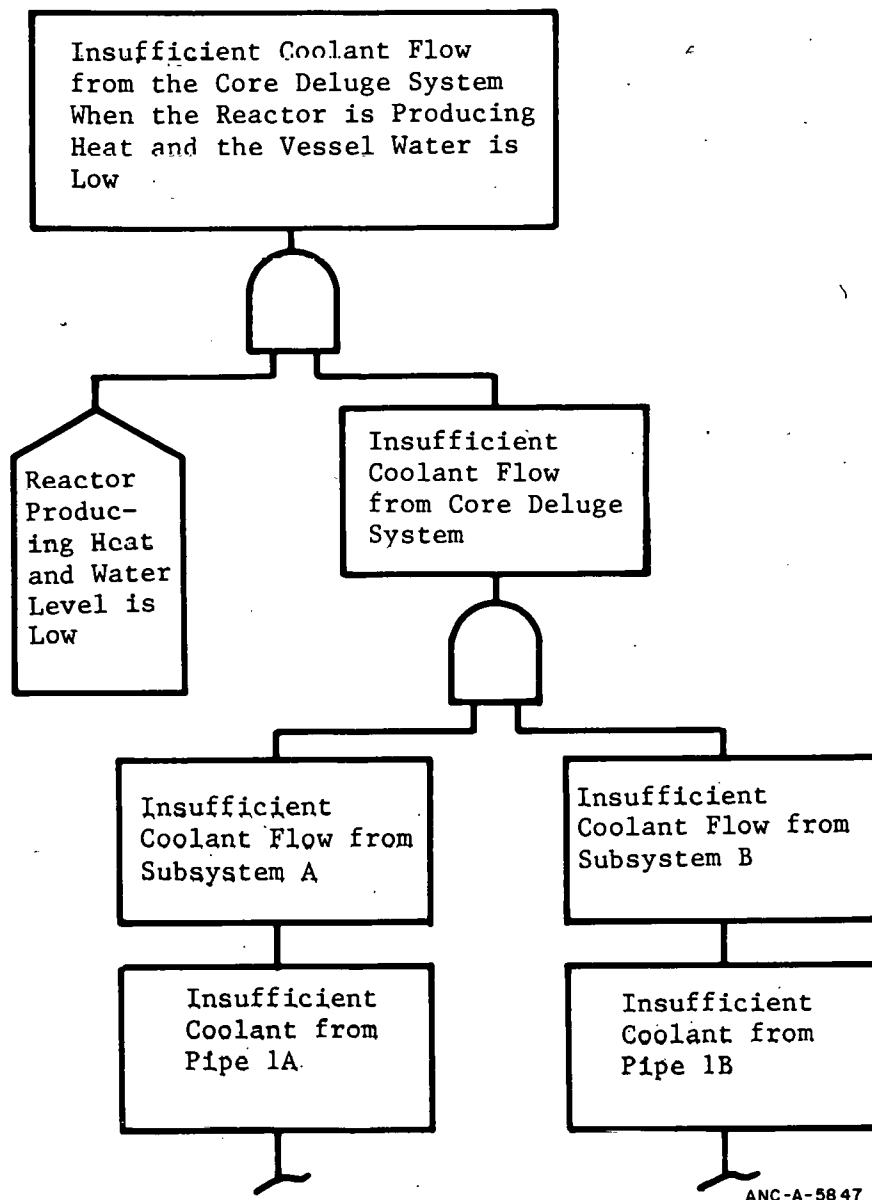 Insufficient Coolant Flow
from the Core Deluge System
When the Reactor is Producing
Heat and the Vessel Water is
Low
Reactor
Produc-
ing Heat
and Water
Level is
Low
Insufficient
Coolant Flow
from Core Deluge
System
Insufficient
Coolant Flow from
Subsystem A
Insufficient
Coolant Flow from
Subsystem B
Insufficient
Coolant from
Pipe 1A
Insufficient
Coolant from
Pipe 1B
ANC-A-5847